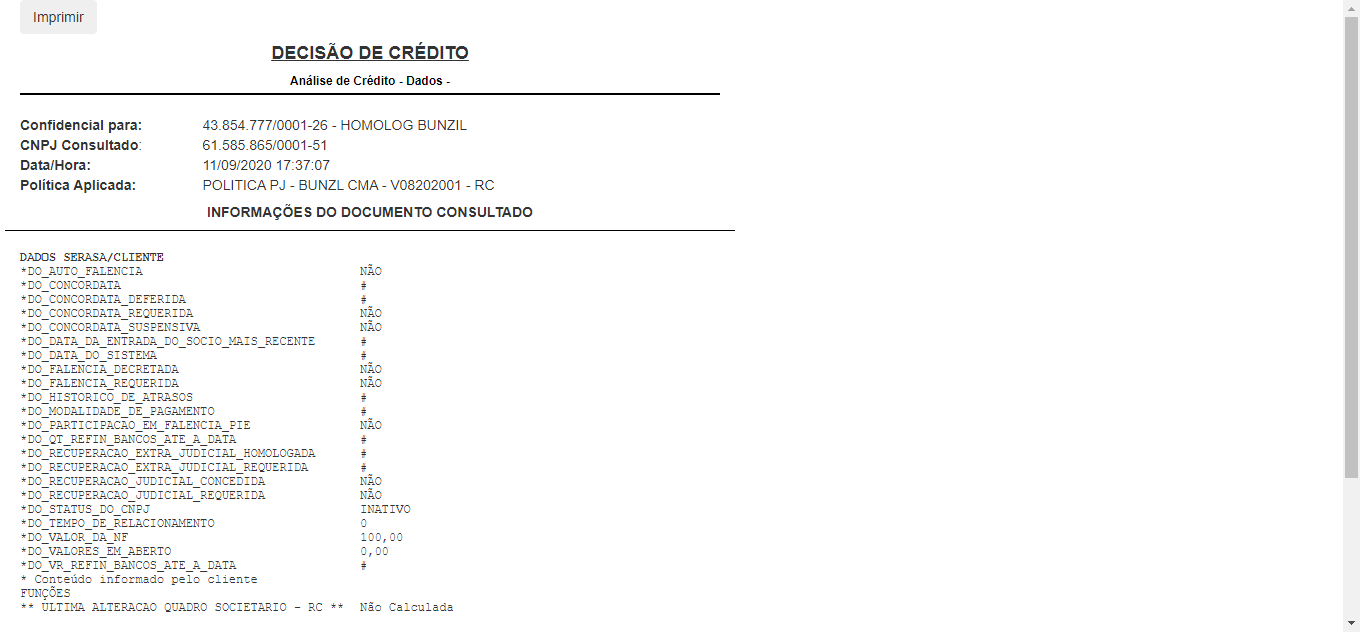 Imprimir
DECISÃO DE CRÉDITO
Análise de Crédito - Dados -
Confidencial para: 43.854.777/0001-26 - HOMOLOG BUNZIL
CNPJ Consultado: 61.585.865/0001-51
Data/Hora: 11/09/2020 17:37:07
Política Aplicada: POLITICA PJ - BUNZL CMA - V08202001 - RC
INFORMAÇÕES DO DOCUMENTO CONSULTADO
DADOS SERASA/CLIENTE
*DO_AUTO_FALENCIA NÃO
*DO_CONCORDATA #
*DO_CONCORDATA_DEFERIDA #
*DO_CONCORDATA_REQUERIDA NÃO
*DO_CONCORDATA_SUSPENSIVA NÃO
*DO_DATA_DA_ENTRADA_DO_SOCIO_MAIS_RECENTE #
*DO_DATA_DO_SISTEMA #
*DO_FALENCIA_DECRETADA NÃO
*DO_FALENCIA_REQUERIDA NÃO
*DO_HISTORICO_DE_ATRASOS #
*DO_MODALIDADE_DE_PAGAMENTO #
*DO_PARTICIPACAO_EM_FALENCIA_PIE NÃO
*DO_QT_REFIN_BANCOS_ATE_A_DATA #
*DO_RECUPERACAO_EXTRA_JUDICIAL_HOMOLOGADA #
*DO_RECUPERACAO_EXTRA_JUDICIAL_REQUERIDA #
*DO_RECUPERACAO_JUDICIAL_CONCEDIDA NÃO
*DO_RECUPERACAO_JUDICIAL_REQUERIDA NÃO
*DO_STATUS_DO_CNPJ INATIVO
*DO_TEMPO_DE_RELACIONAMENTO 0
*DO_VALOR_DA_NF 100,00
*DO_VALORES_EM_ABERTO 0,00
*DO_VR_REFIN_BANCOS_ATE_A_DATA #
* Conteúdo informado pelo cliente
FUNÇÕES
** ULTIMA ALTERACAO QUADRO SOCIETARIO - RC ** Não Calculada